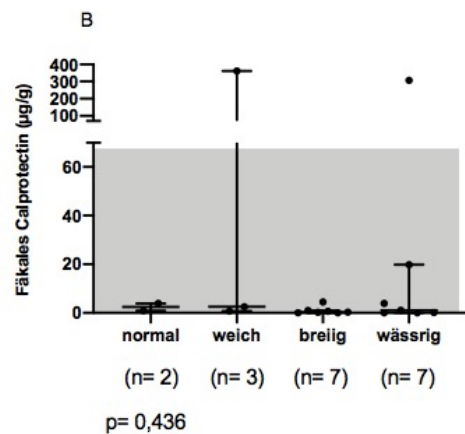 B
Fäkales Calprotectin (µg/g)
400
300
200
100
60
40
20
0
normal weich breiig wässrig
(n= 2) (n= 3) (n= 7) (n= 7)
p= 0,436